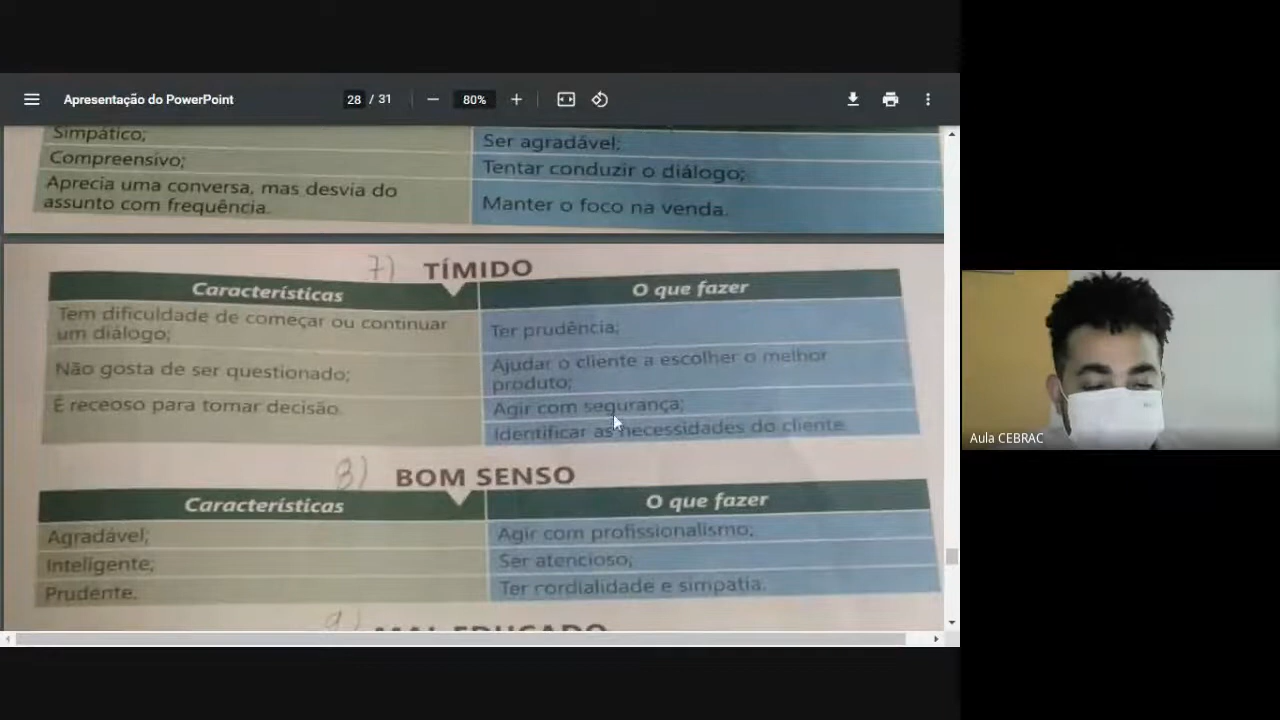 Apresentação do PowerPoint
28 / 31
80%
Simpático;
Compreensivo;
Aprecia uma conversa, mas desvia do
assunto com frequência.
Ser agradável;
Tentar conduzir o diálogo;
Manter o foco na venda.
7) TÍMIDO
Características
O que fazer
Tem dificuldade de começar ou continuar
um diálogo;
Não gosta de ser questionado;
É receoso para tomar decisão.
Ter prudência;
Ajudar o cliente a escolher o melhor
produto;
Agir com segurança;
Identificar as necessidades do cliente
8) BOM SENSO
Características
O que fazer
Agradável;
Inteligente;
Prudente.
Agir com profissionalismo;
Ser atencioso;
Ter cordialidade e simpatia.
9) MAL EDUCADO
Aula CEBRAC